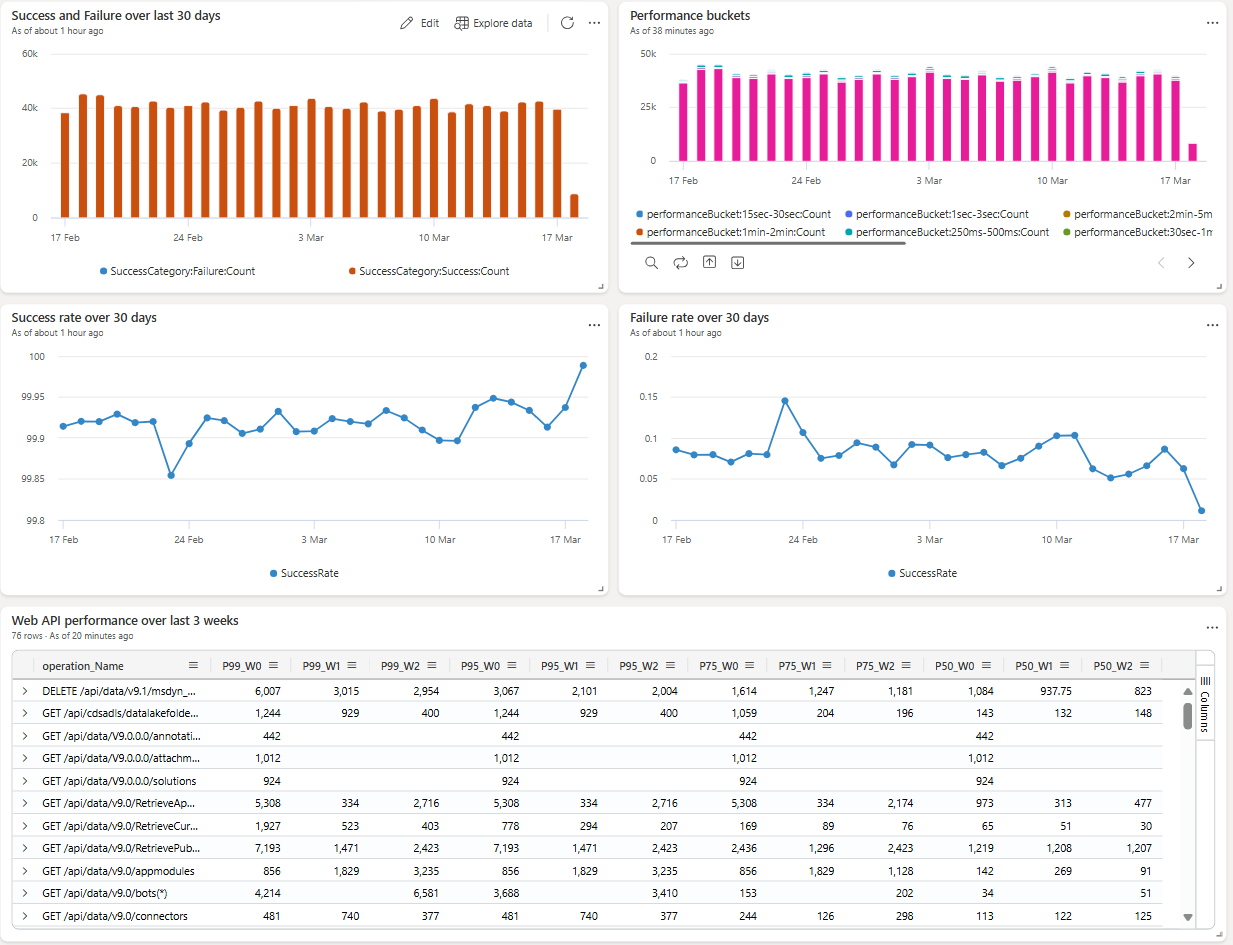 Success and Failure over last 30 days
As of about 1 hour ago
Edit
Explore data
60k
40k
20k
0
17 Feb
24 Feb
3 Mar
10 Mar
17 Mar
SuccessCategory:Failure:Count
SuccessCategory:Success:Count
Performance buckets
As of 38 minutes ago
50k
25k
0
17 Feb
24 Feb
3 Mar
10 Mar
17 Mar
performanceBucket:15sec-30sec:Count
performanceBucket:1sec-3sec:Count
performanceBucket:2min-5m
performanceBucket:1min-2min:Count
performanceBucket:250ms-500ms:Count
performanceBucket:30sec-1m
Success rate over 30 days
As of about 1 hour ago
100
99.95
99.9
99.85
99.8
17 Feb
24 Feb
3 Mar
10 Mar
17 Mar
SuccessRate
Failure rate over 30 days
As of about 1 hour ago
0.2
0.15
0.1
0.05
0
17 Feb
24 Feb
3 Mar
10 Mar
17 Mar
SuccessRate
Web API performance over last 3 weeks
76 rows - As of 20 minutes ago
operation_Name P99_W0 P99_W1 P99_W2 P95_W0 P95_W1 P95_W2 P75_W0 P75_W1 P75_W2 P50_W0 P50_W1 P50_W2
DELETE /api/data/v9.1/msdyn_... 6,007 3,015 2,954 3,067 2,101 2,004 1,614 1,247 1,181 1,084 937.75 823
GET /api/cdsadls/datalakefolde... 1,244 929 400 1,244 929 400 1,059 204 196 143 132 148
GET /api/data/V9.0.0.0/annotati... 442 442 442 442
GET /api/data/V9.0.0.0/attachm... 1,012 1,012 1,012 1,012
GET /api/data/V9.0.0.0/solutions 924 924 924 924
GET /api/data/v9.0/RetrieveAp... 5,308 334 2,716 5,308 334 2,716 5,308 334 2,174 973 313 477
GET /api/data/v9.0/RetrieveCur... 1,927 523 403 778 294 207 169 89 76 65 51 30
GET /api/data/v9.0/RetrievePub... 7,193 1,471 2,423 7,193 1,471 2,423 2,436 1,296 2,423 1,219 1,208 1,207
GET /api/data/v9.0/appmodules 856 1,829 3,235 856 1,829 3,235 856 1,829 1,128 142 269 91
GET /api/data/v9.0/bots(*) 4,214 6,581 3,688 3,410 153 202 34 51
GET /api/data/v9.0/connectors 481 740 377 481 740 377 244 126 298 113 122 125
Columns